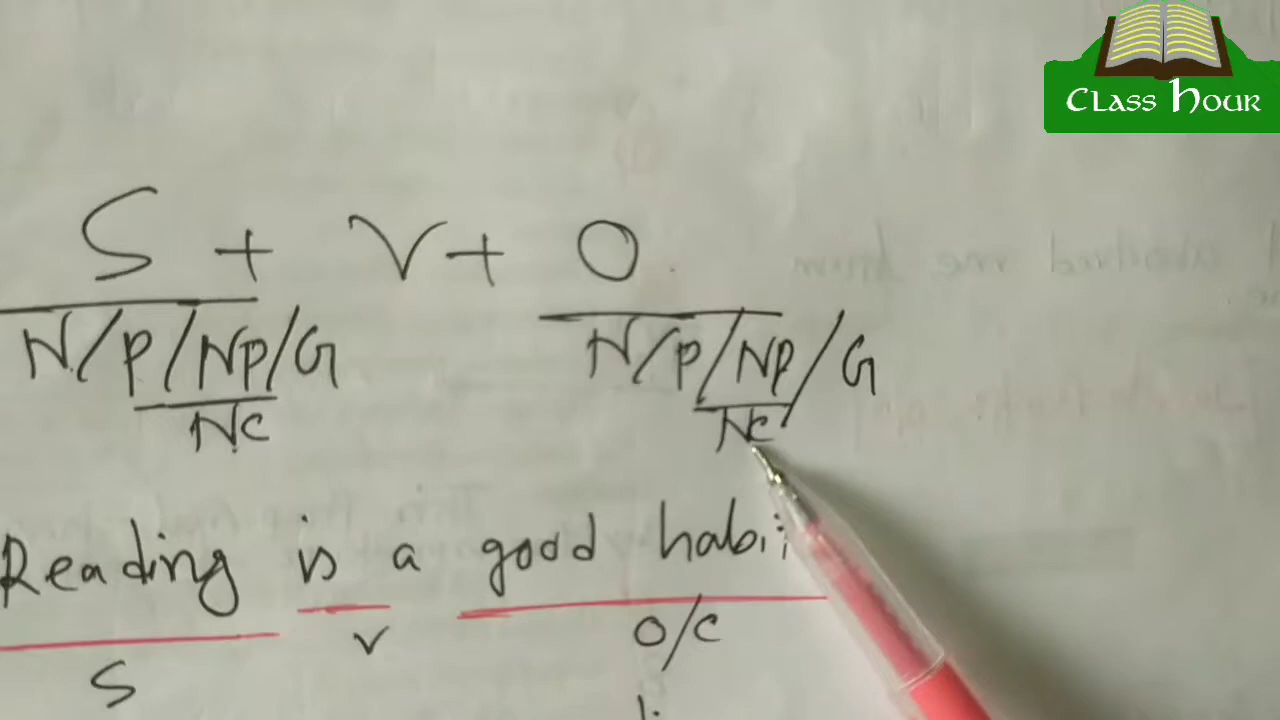 CLASS HOUR
S + V + O
N/P/NP/G N/P/NP/G
NC NC
Reading is a good habi
S V O/C